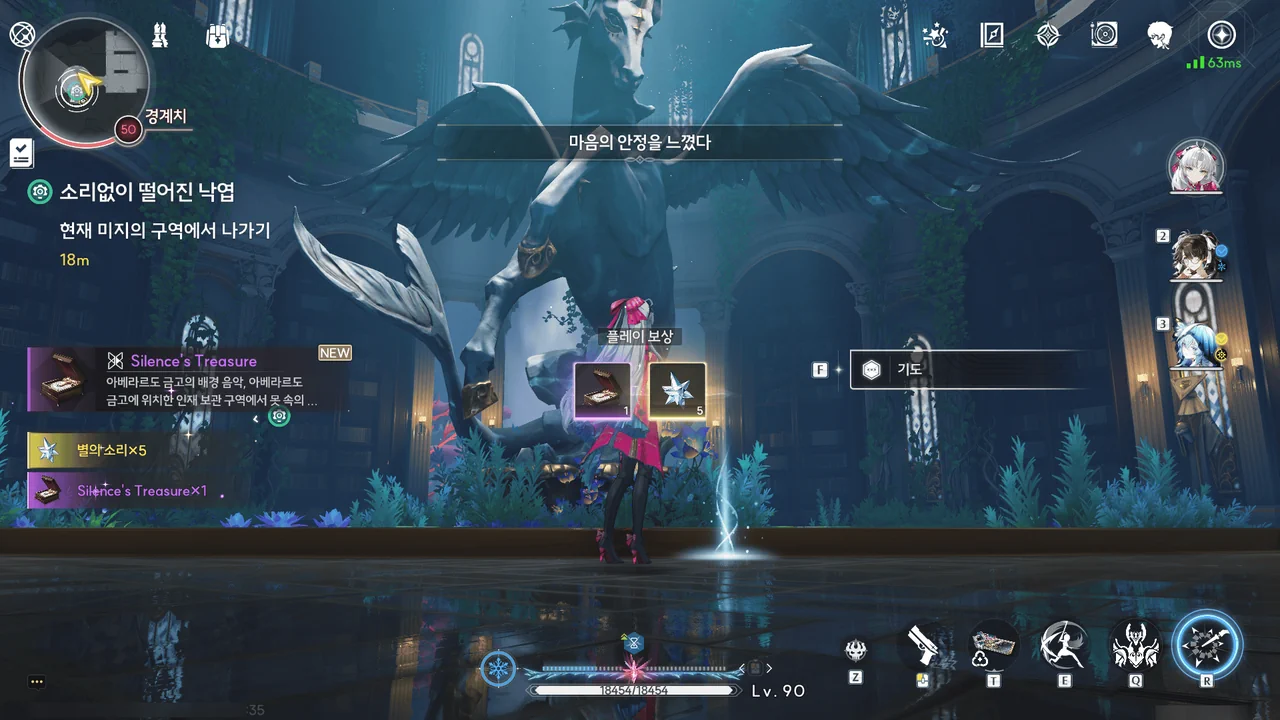 63ms
경계치
50
마음의 안정을 느꼈다
소리없이 떨어진 낙엽
현재 미지의 구역에서 나가기
18m
2
3
플레이 보상
1
5
F
기도
NEW
Silence's Treasure
아베라르도 금고의 배경 음악, 아베라르도
금고에 위치한 인재 보관 구역에서 못 속의 ...
별의 소리×5
Silence's Treasure×1
18454/18454
Lv. 90
Z
T
E
Q
R
:35